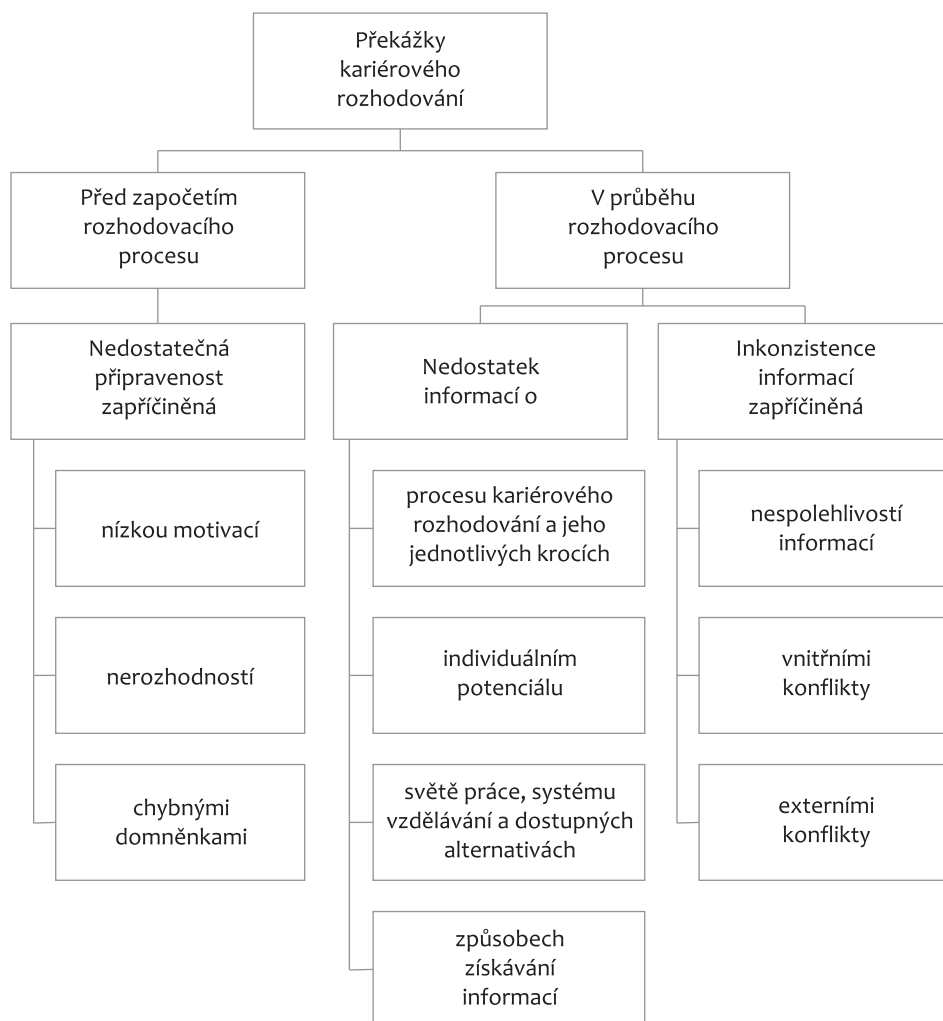 Překážky
kariérového
rozhodování
Před započetím
rozhodovacího
procesu
V průběhu
rozhodovacího
procesu
Nedostatečná
připravenost
zapříčiněná
Nedostatek
informací o
Inkonzistence
informací
zapříčiněná
nízkou motivací
procesu kariérového
rozhodování a jeho
jednotlivých krocích
nespolehlivostí
informací
nerozhodností
individuálním
potenciálu
vnitřními
konflikty
chybnými
domněnkami
světě práce, systému
vzdělávání a dostupných
alternativách
externími
konflikty
způsobech
získávání
informací